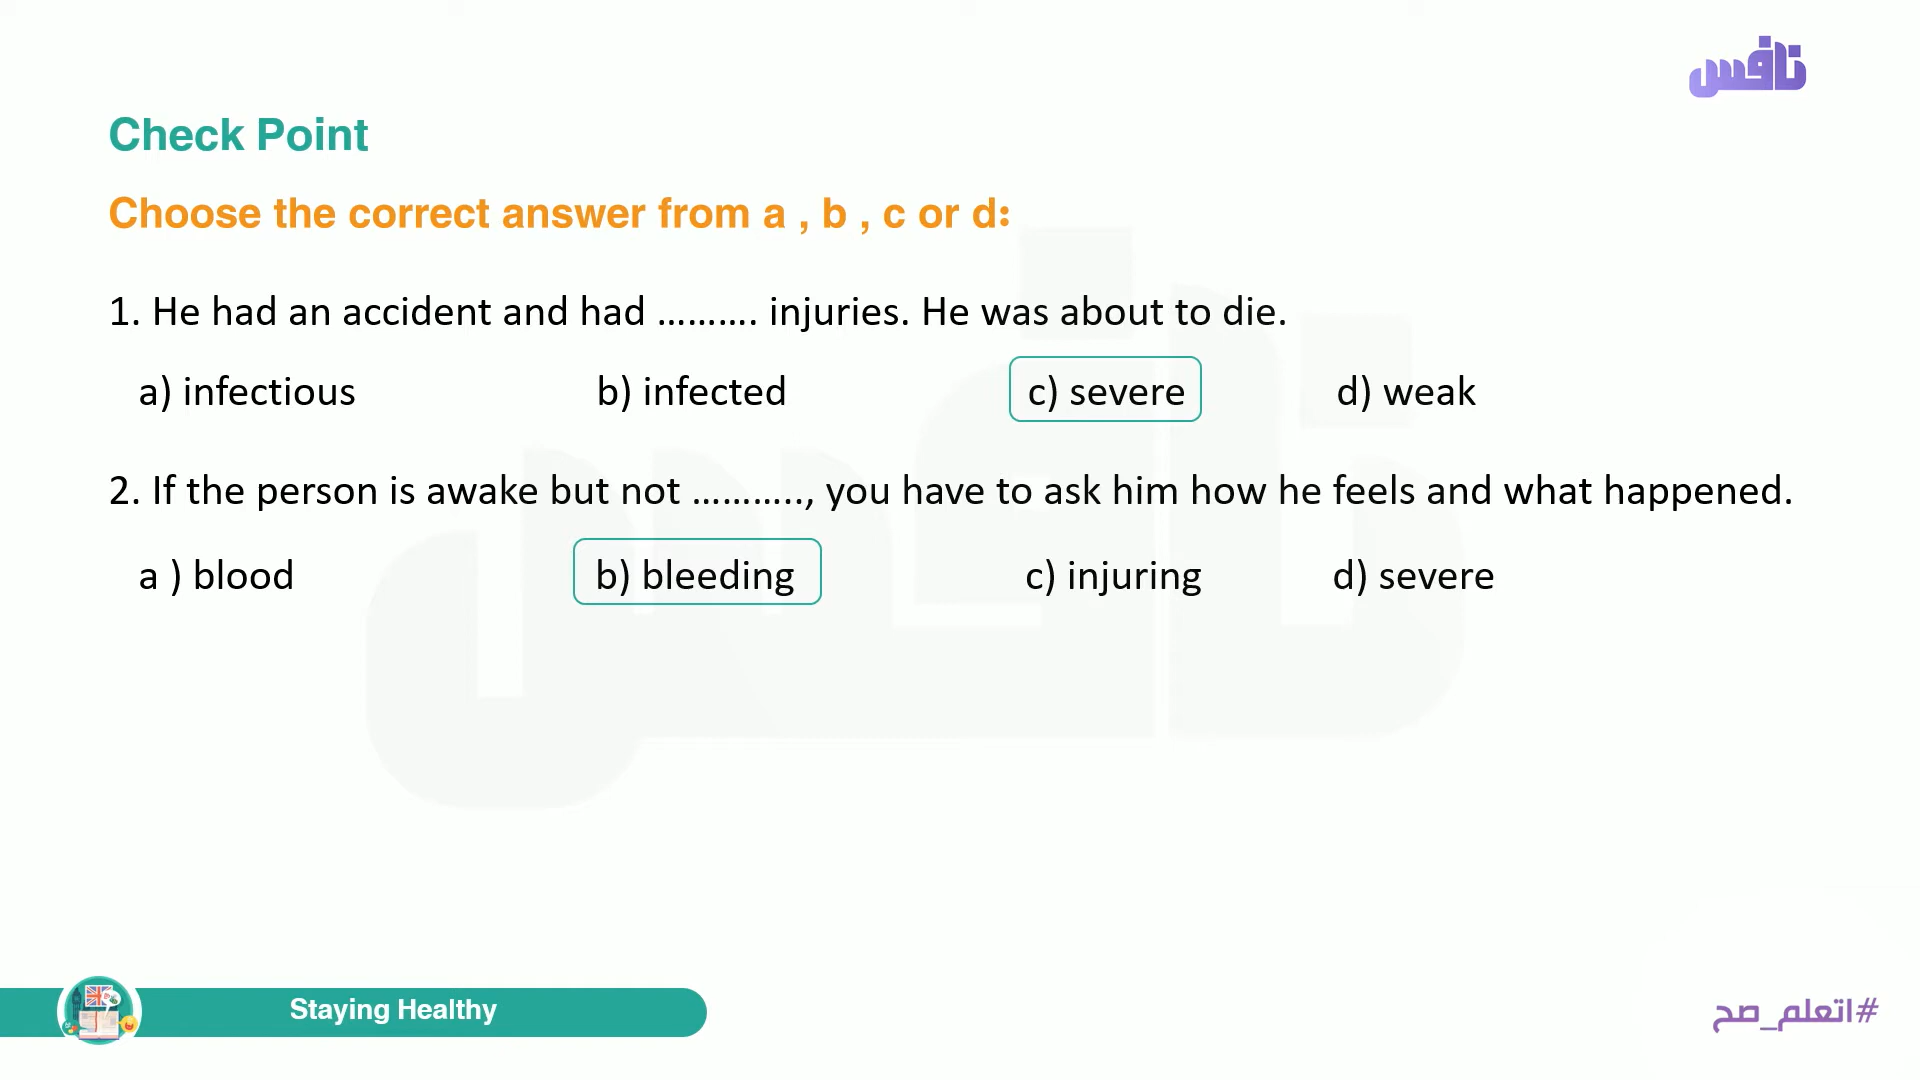 نافس
Check Point
Choose the correct answer from a , b , c or d:
1. He had an accident and had .......... injuries. He was about to die.
a) infectious b) infected c) severe d) weak
2. If the person is awake but not ..........., you have to ask him how he feels and what happened.
a ) blood b) bleeding c) injuring d) severe
Staying Healthy
#اتعلم_صح